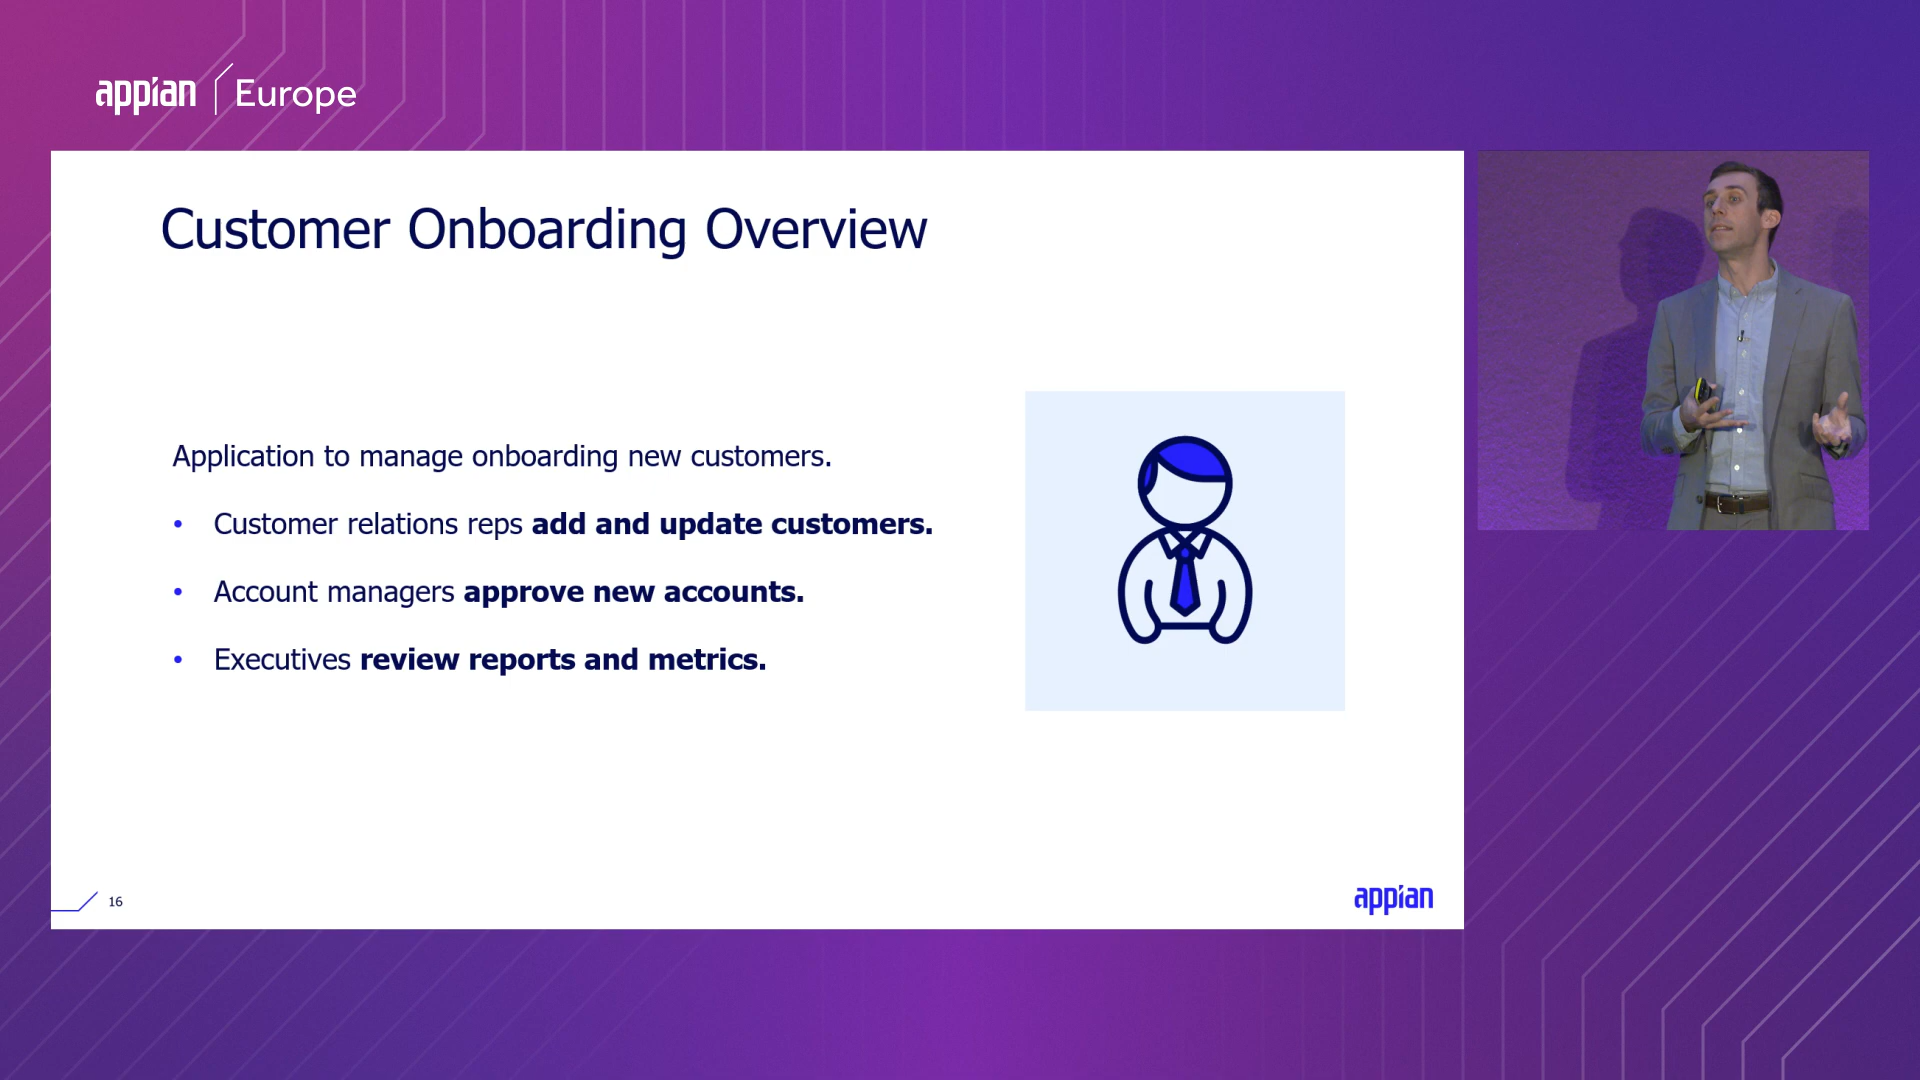 appian Europe
Customer Onboarding Overview
Application to manage onboarding new customers.
• Customer relations reps add and update customers.
• Account managers approve new accounts.
• Executives review reports and metrics.
16
appian